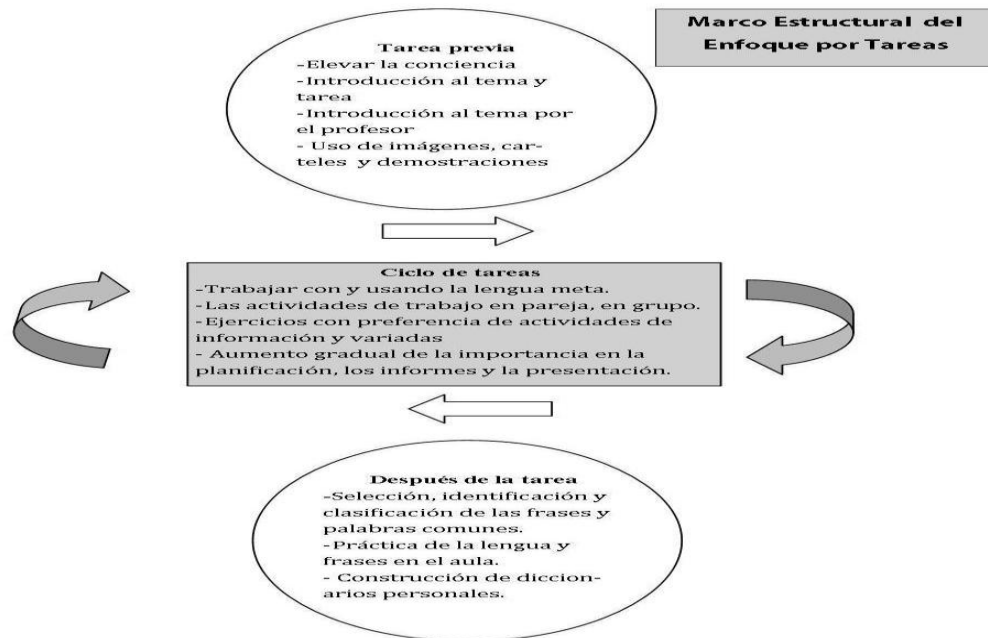 Marco Estructural del
Enfoque por Tareas
Tarea previa
-Elevar la conciencia
-Introducción al tema y
tarea
-Introducción al tema por
el profesor
- Uso de imágenes, car-
teles y demostraciones
Ciclo de tareas
-Trabajar con y usando la lengua meta.
-Las actividades de trabajo en pareja, en grupo.
-Ejercicios con preferencia de actividades de
información y variadas
- Aumento gradual de la importancia en la
planificación, los informes y la presentación.
Después de la tarea
-Selección, identificación y
clasificación de las frases y
palabras comunes.
-Práctica de la lengua y
frases en el aula.
- Construcción de diccion-
arios personales.